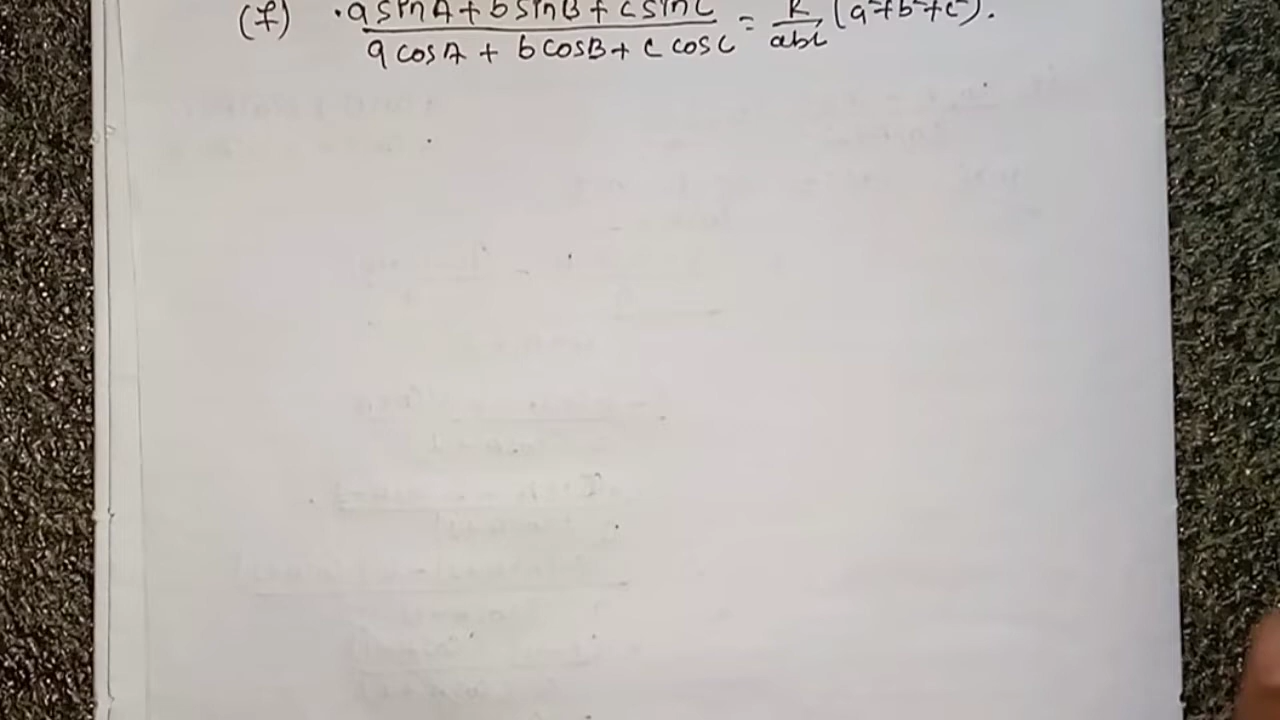 (f) a sin A + b sin B + c sin C / a cos A + b cos B + c cos C = R / abc (a² + b² + c²).